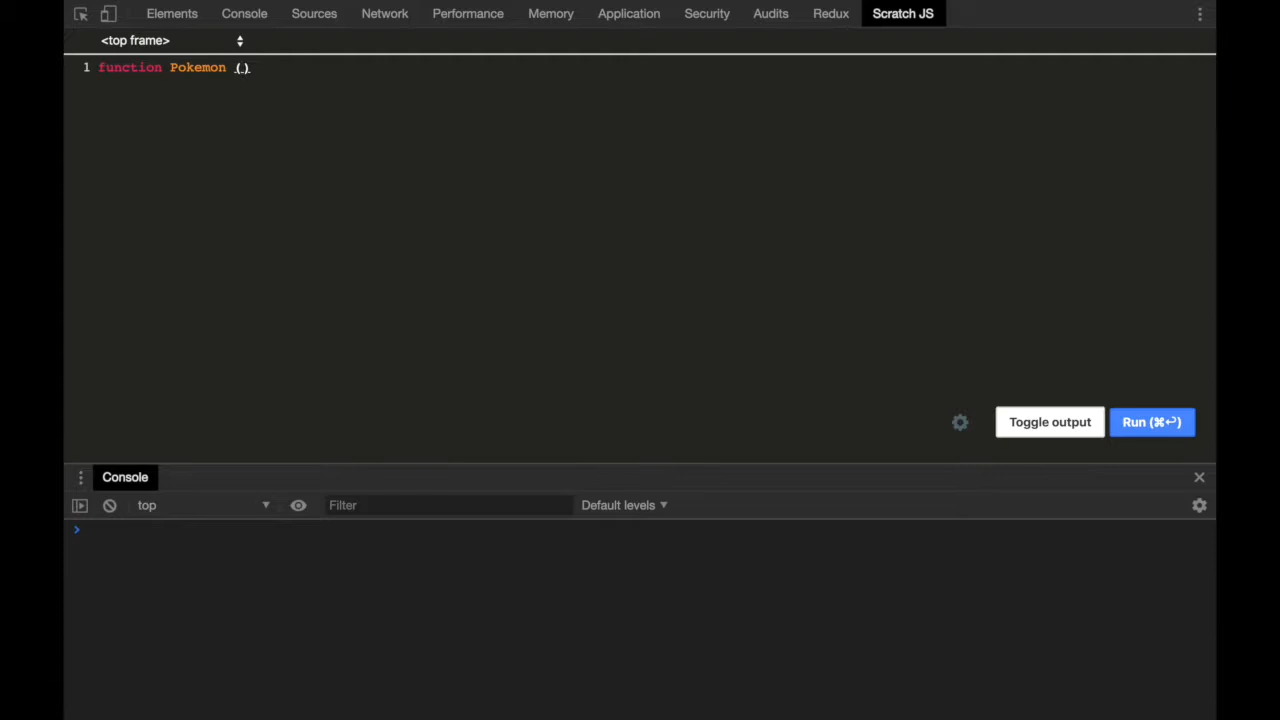 Elements Console Sources Network Performance Memory Application Security Audits Redux Scratch JS
<top frame>
1 function Pokemon ()
Toggle output Run (⌘⏎)
Console
top Filter Default levels
>